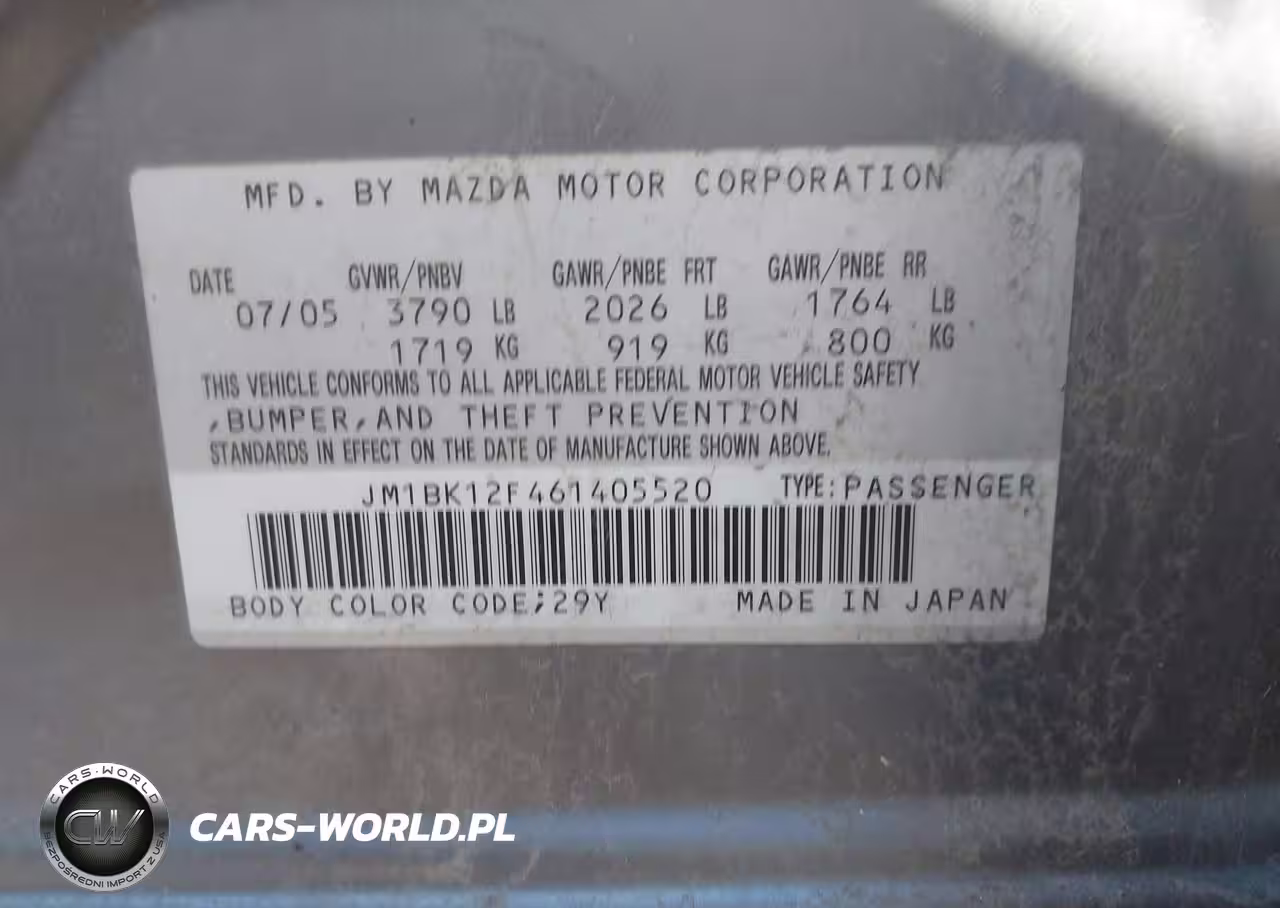 MFD. BY MAZDA MOTOR CORPORATION
DATE GVWR/PNBV GAWR/PNBE FRT GAWR/PNBE RR
07/05 3790 LB 2026 LB 1764 LB
1719 KG 919 KG 800 KG
THIS VEHICLE CONFORMS TO ALL APPLICABLE FEDERAL MOTOR VEHICLE SAFETY
,BUMPER,AND THEFT PREVENTION
STANDARDS IN EFFECT ON THE DATE OF MANUFACTURE SHOWN ABOVE.
JM1BK12F461405520 TYPE:PASSENGER
BODY COLOR CODE;29Y MADE IN JAPAN
CARS-WORLD
CW
BEZPOŚREDNI IMPORT Z USA
CARS-WORLD.PL